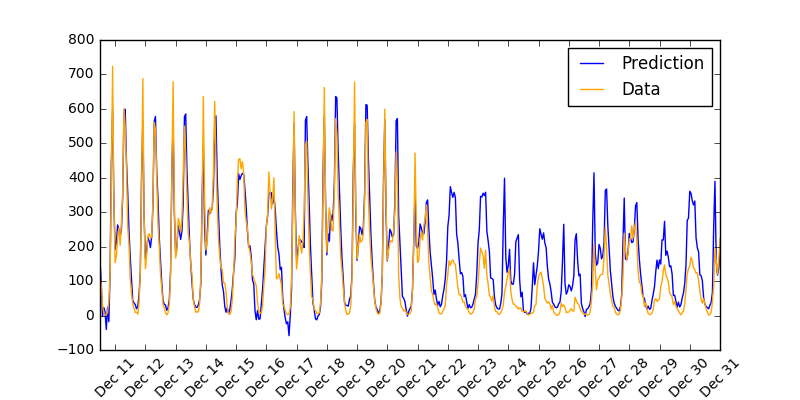 800
700
600
500
400
300
200
100
0
−100
Prediction
Data
Dec 11
Dec 12
Dec 13
Dec 14
Dec 15
Dec 16
Dec 17
Dec 18
Dec 19
Dec 20
Dec 21
Dec 22
Dec 23
Dec 24
Dec 25
Dec 26
Dec 27
Dec 28
Dec 29
Dec 30
Dec 31